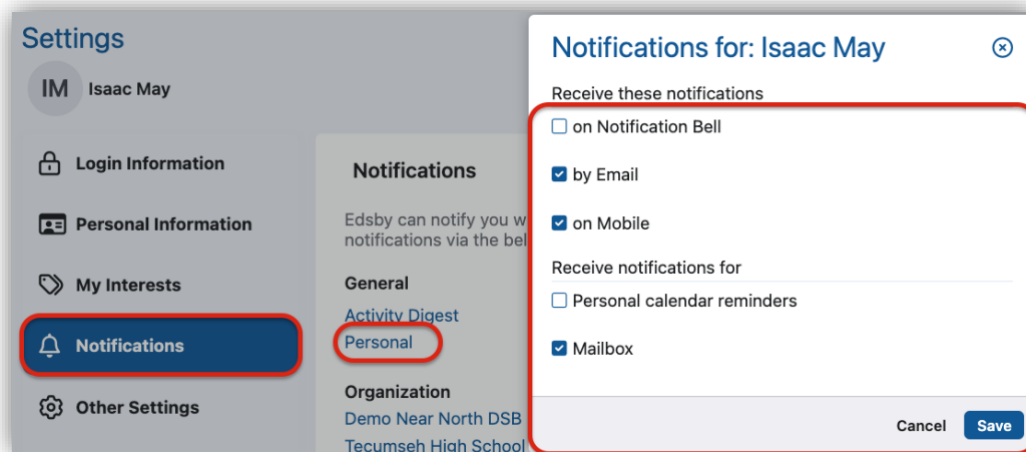 Settings
IM Isaac May
Login Information
Personal Information
My Interests
Notifications
Other Settings
Notifications
Edsby can notify you w
notifications via the bel
General
Activity Digest
Personal
Organization
Demo Near North DSB
Tecumseh High School
Notifications for: Isaac May
Receive these notifications
on Notification Bell
by Email
on Mobile
Receive notifications for
Personal calendar reminders
Mailbox
Cancel Save